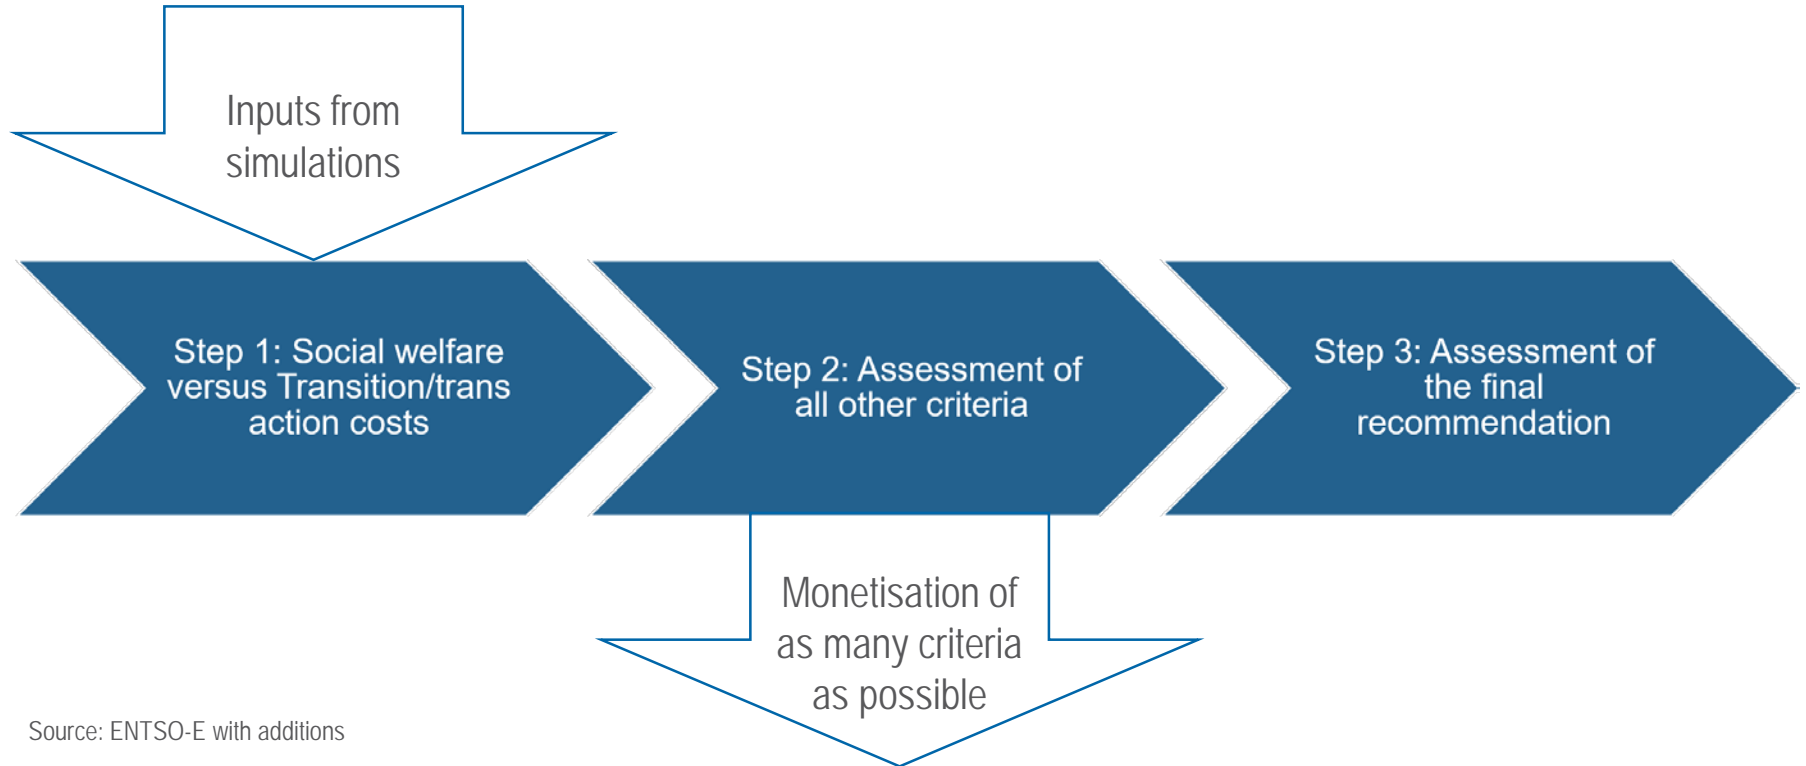 Inputs from
simulations
Step 1: Social welfare
versus Transition/trans
action costs
Step 2: Assessment of
all other criteria
Step 3: Assessment of
the final
recommendation
Monetisation of
as many criteria
as possible
Source: ENTSO-E with additions